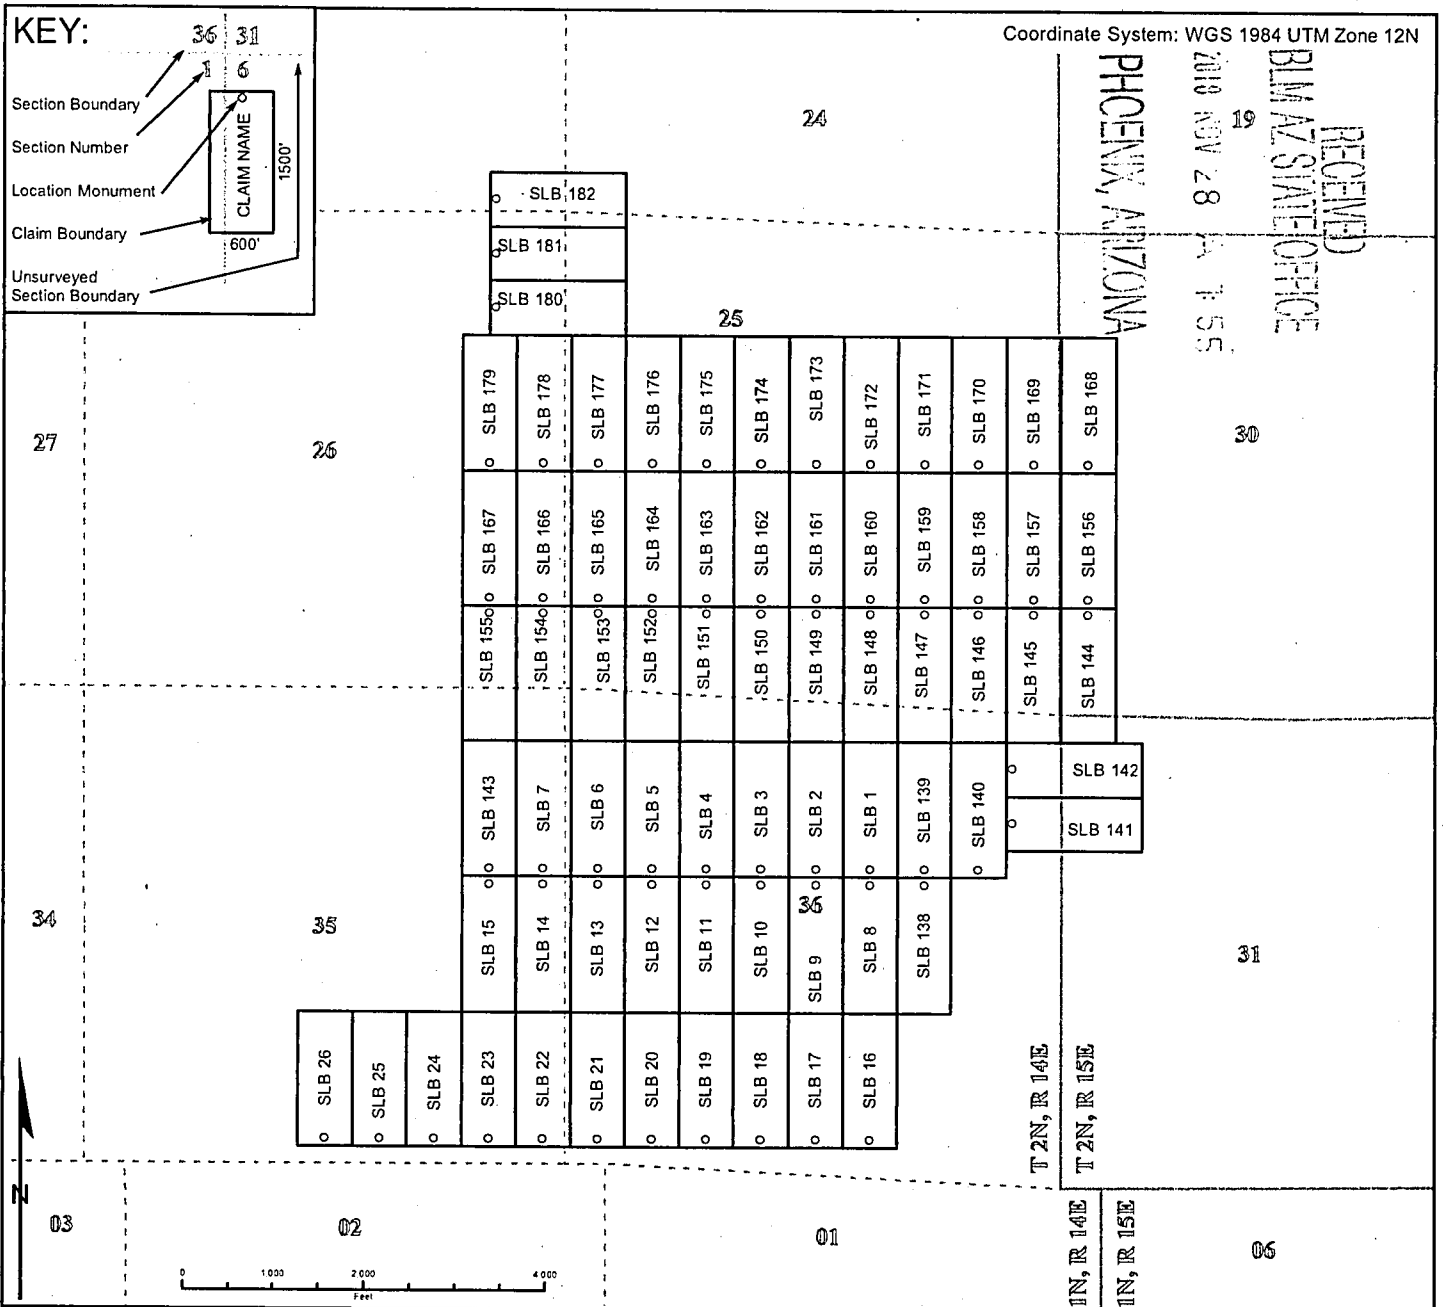 KEY:
36 31
1 6
Section Boundary
Section Number
Location Monument
Claim Boundary
Unsurveyed
Section Boundary
CLAIM NAME
1500'
600'
Coordinate System: WGS 1984 UTM Zone 12N
RECEIVED
BLM AZ STATE OFFICE
2018 NOV 28 A 7:55
PHOENIX, ARIZONA
24
19
SLB 182
SLB 181
SLB 180
25
27
26
30
SLB 179
SLB 178
SLB 177
SLB 176
SLB 175
SLB 174
SLB 173
SLB 172
SLB 171
SLB 170
SLB 169
SLB 168
SLB 167
SLB 166
SLB 165
SLB 164
SLB 163
SLB 162
SLB 161
SLB 160
SLB 159
SLB 158
SLB 157
SLB 156
SLB 155
SLB 154
SLB 153
SLB 152
SLB 151
SLB 150
SLB 149
SLB 148
SLB 147
SLB 146
SLB 145
SLB 144
SLB 143
SLB 7
SLB 6
SLB 5
SLB 4
SLB 3
SLB 2
SLB 1
SLB 139
SLB 140
SLB 142
SLB 141
34
35
36
31
SLB 15
SLB 14
SLB 13
SLB 12
SLB 11
SLB 10
SLB 9
SLB 8
SLB 138
SLB 26
SLB 25
SLB 24
SLB 23
SLB 22
SLB 21
SLB 20
SLB 19
SLB 18
SLB 17
SLB 16
T 2N, R 14E
T 2N, R 15E
N
03
02
01
06
1N, R 14E
1N, R 15E
0 1 000 2 000 4 000
Feet